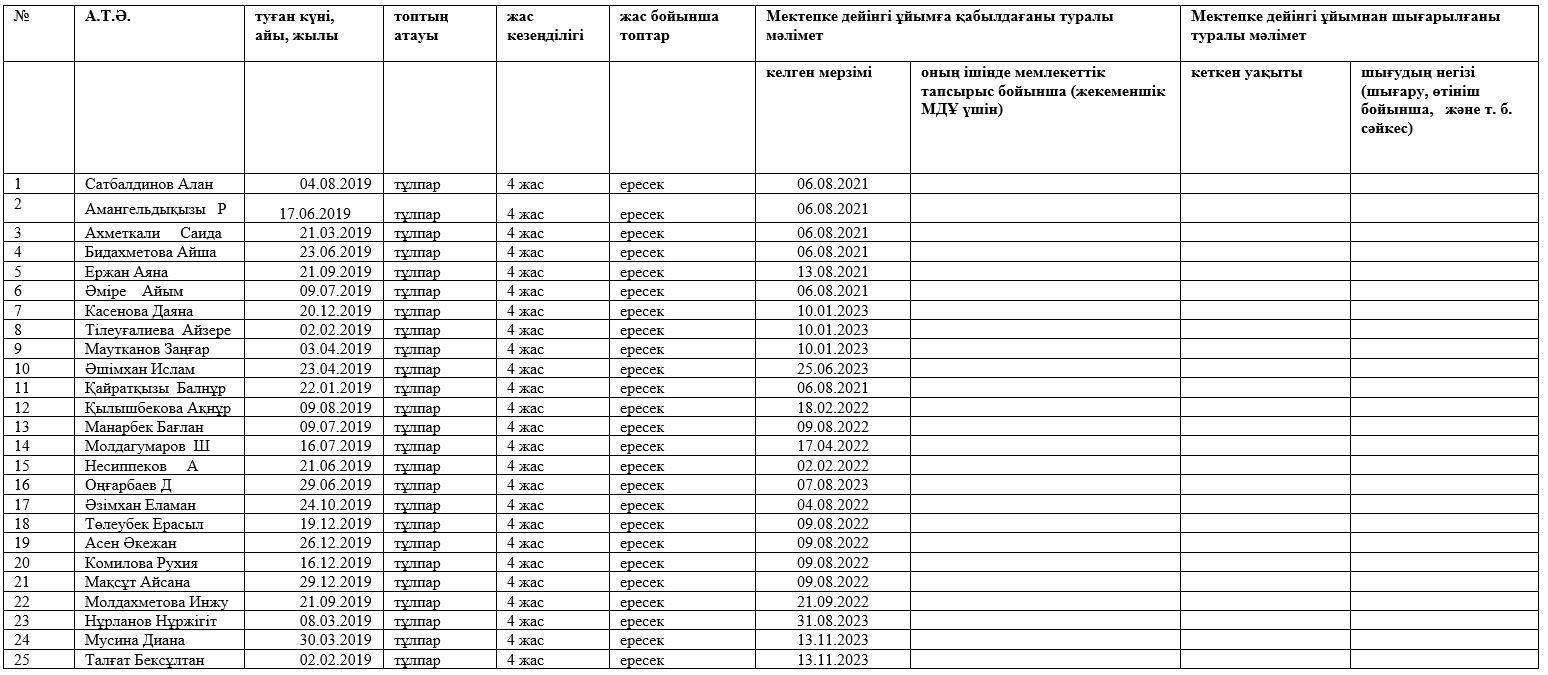 № А.Т.Ә. туған күні, айы, жылы топтың атауы жас кезеңділігі жас бойынша топтар Мектепке дейінгі ұйымға қабылдағаны туралы мәлімет Мектепке дейінгі ұйымнан шығарылғаны туралы мәлімет
келген мерзімі оның ішінде мемлекеттік тапсырыс бойынша (жекеменшік МДҰ үшін) кеткен уақыты шығудың негізі (шығару, өтініш бойынша, және т. б. сәйкес)
1 Сатбалдинов Алан 04.08.2019 тұлпар 4 жас ересек 06.08.2021
2 Амангельдықызы Р 17.06.2019 тұлпар 4 жас ересек 06.08.2021
3 Ахметкали Саида 21.03.2019 тұлпар 4 жас ересек 06.08.2021
4 Бидахметова Айша 23.06.2019 тұлпар 4 жас ересек 06.08.2021
5 Ержан Аяна 21.09.2019 тұлпар 4 жас ересек 13.08.2021
6 Әміре Айым 09.07.2019 тұлпар 4 жас ересек 06.08.2021
7 Касенова Даяна 20.12.2019 тұлпар 4 жас ересек 10.01.2023
8 Тілеуғалиева Айзере 02.02.2019 тұлпар 4 жас ересек 10.01.2023
9 Маутканов Заңғар 03.04.2019 тұлпар 4 жас ересек 10.01.2023
10 Әшімхан Ислам 23.04.2019 тұлпар 4 жас ересек 25.06.2023
11 Қайратқызы Балнұр 22.01.2019 тұлпар 4 жас ересек 06.08.2021
12 Қылышбекова Ақнұр 09.08.2019 тұлпар 4 жас ересек 18.02.2022
13 Манарбек Бағлан 09.07.2019 тұлпар 4 жас ересек 09.08.2022
14 Молдагумаров Ш 16.07.2019 тұлпар 4 жас ересек 17.04.2022
15 Несиппеков А 21.06.2019 тұлпар 4 жас ересек 02.02.2022
16 Оңғарбаев Д 29.06.2019 тұлпар 4 жас ересек 07.08.2023
17 Әзімхан Еламан 24.10.2019 тұлпар 4 жас ересек 04.08.2022
18 Төлеубек Ерасыл 19.12.2019 тұлпар 4 жас ересек 09.08.2022
19 Асен Әкежан 26.12.2019 тұлпар 4 жас ересек 09.08.2022
20 Комилова Рухия 16.12.2019 тұлпар 4 жас ересек 09.08.2022
21 Мақсұт Айсана 29.12.2019 тұлпар 4 жас ересек 09.08.2022
22 Молдахметова Инжу 21.09.2019 тұлпар 4 жас ересек 21.09.2022
23 Нұрланов Нұржігіт 08.03.2019 тұлпар 4 жас ересек 31.08.2023
24 Мусина Диана 30.03.2019 тұлпар 4 жас ересек 13.11.2023
25 Талғат Бексұлтан 02.02.2019 тұлпар 4 жас ересек 13.11.2023